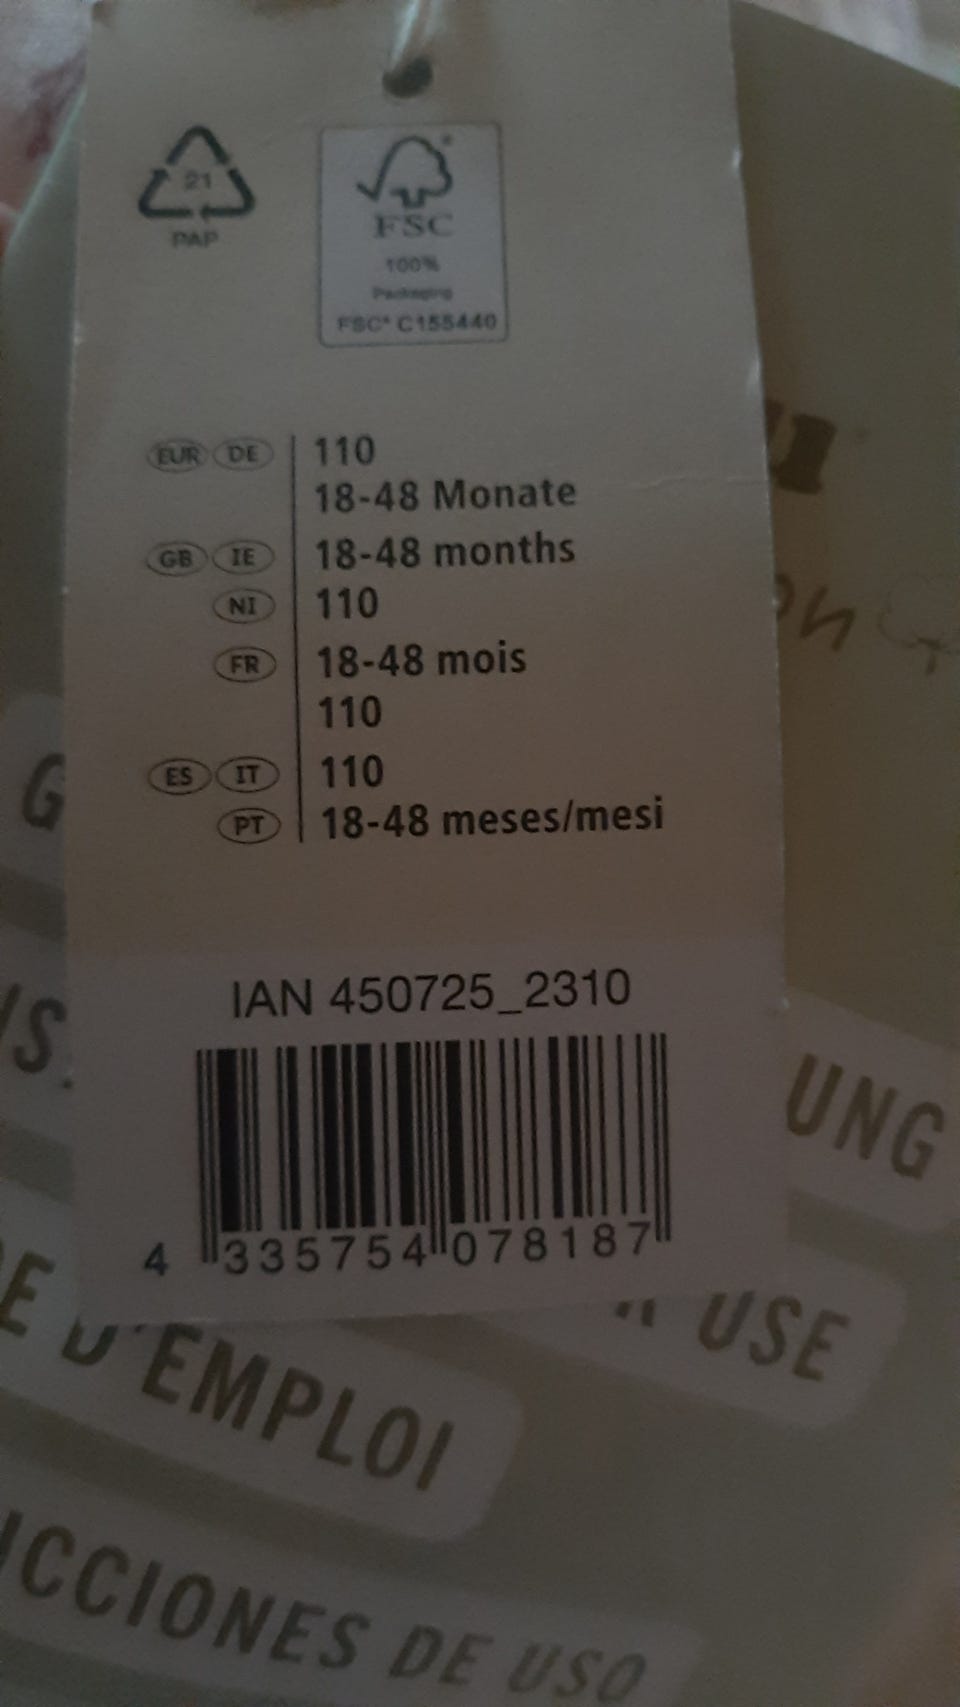 21
PAP
FSC®
100%
Packaging
FSC® C155440
EUR DE 110
18-48 Monate
GB IE 18-48 months
NI 110
FR 18-48 mois
110
ES IT 110
PT 18-48 meses/mesi
IAN 450725_2310
4 335754 078187
UNG
USE
D'EMPLOI
CCIONES DE USO